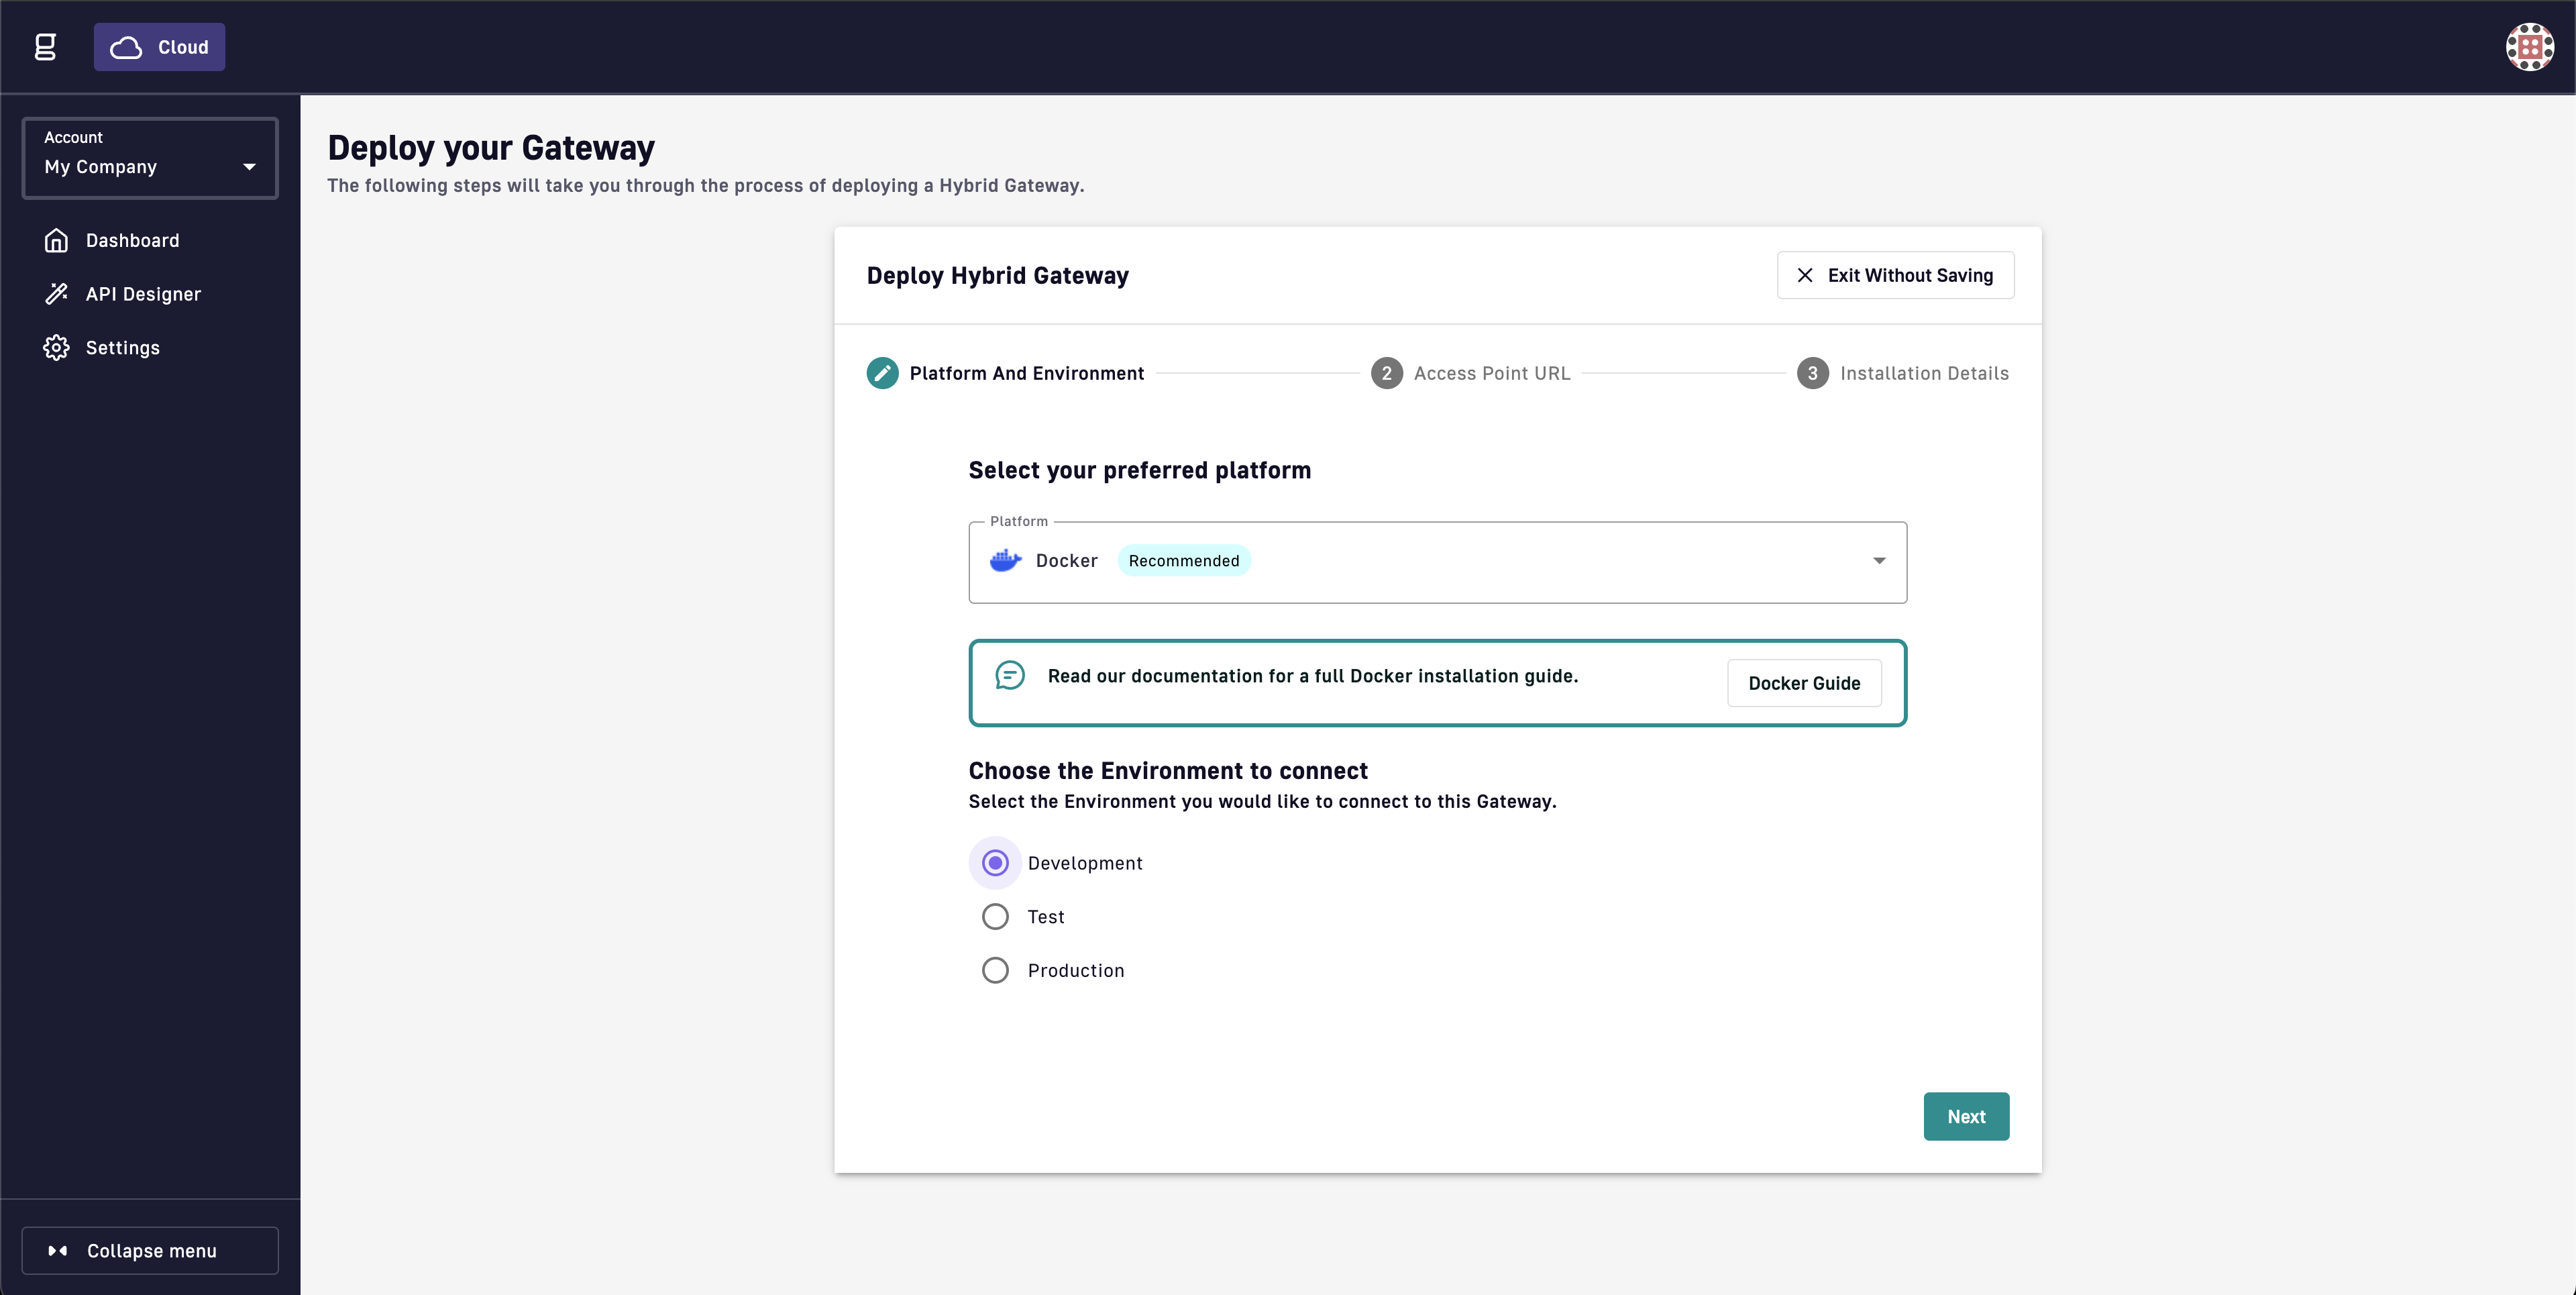 g
Cloud
Account
My Company
Dashboard
API Designer
Settings
Collapse menu
Deploy your Gateway
The following steps will take you through the process of deploying a Hybrid Gateway.
Deploy Hybrid Gateway
Exit Without Saving
Platform And Environment
2 Access Point URL
3 Installation Details
Select your preferred platform
Platform
Docker Recommended
Read our documentation for a full Docker installation guide.
Docker Guide
Choose the Environment to connect
Select the Environment you would like to connect to this Gateway.
Development
Test
Production
Next